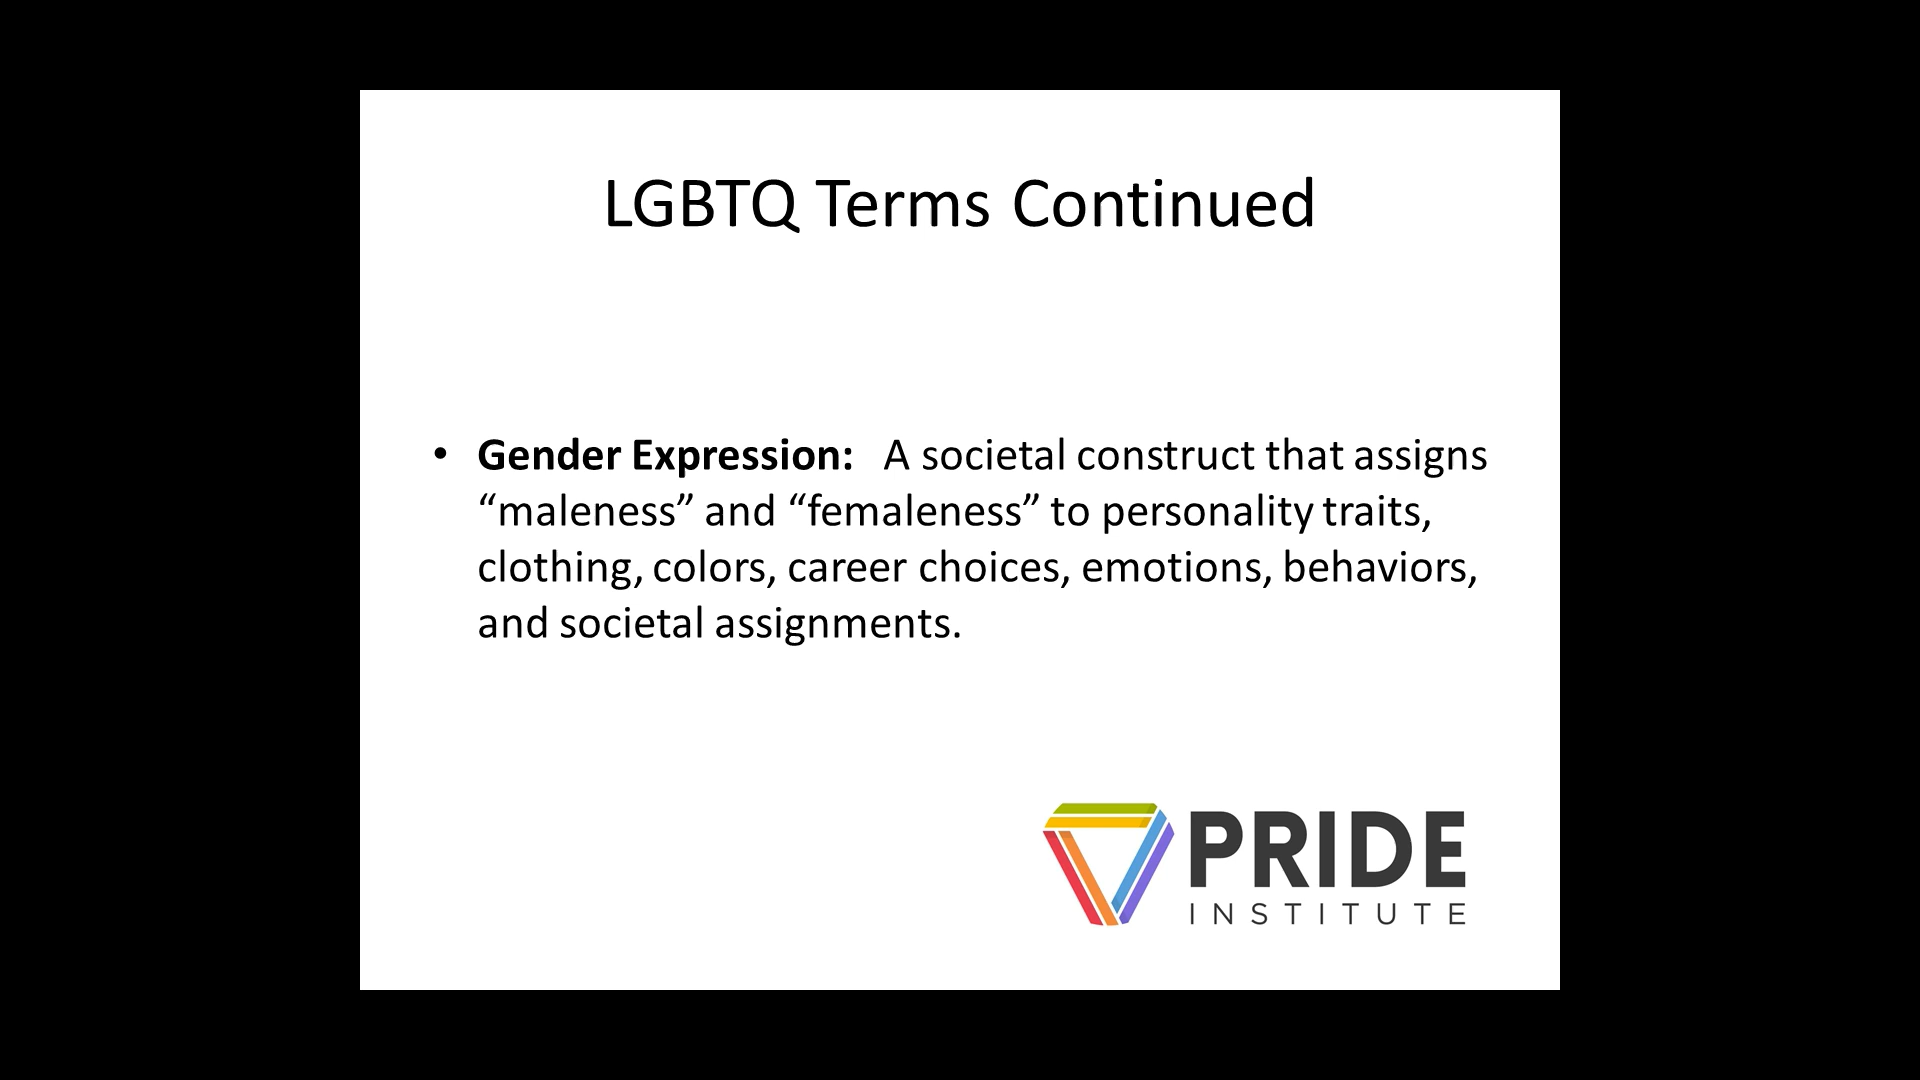 LGBTQ Terms Continued
• Gender Expression:   A societal construct that assigns
“maleness” and “femaleness” to personality traits,
clothing, colors, career choices, emotions, behaviors,
and societal assignments.
PRIDE
INSTITUTE